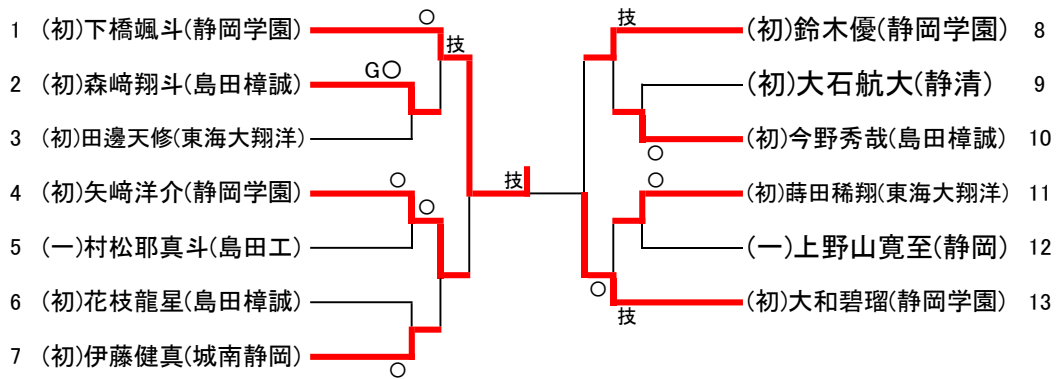 ○
1 (初)下橋颯斗(静岡学園)
技
G○
2 (初)森﨑翔斗(島田樟誠)
3 (初)田邊天修(東海大翔洋)
○
4 (初)矢﨑洋介(静岡学園)
○
5 (一)村松耶真斗(島田工)
6 (初)花枝龍星(島田樟誠)
7 (初)伊藤健真(城南静岡)
○
技
技
(初)鈴木優(静岡学園) 8
(初)大石航大(静清) 9
(初)今野秀哉(島田樟誠) 10
○
○
(初)蒔田稀翔(東海大翔洋) 11
(一)上野山寛至(静岡) 12
○
(初)大和碧瑠(静岡学園) 13
技